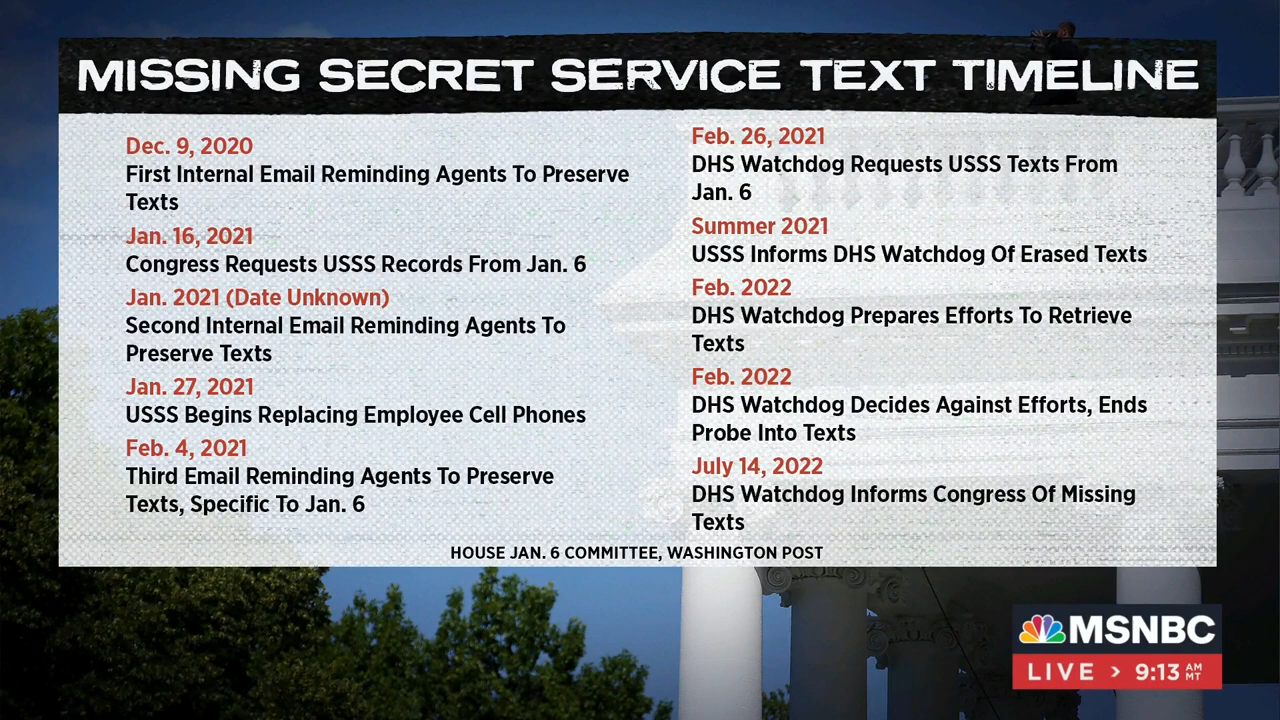 MISSING SECRET SERVICE TEXT TIMELINE
Dec. 9, 2020
First Internal Email Reminding Agents To Preserve
Texts
Jan. 16, 2021
Congress Requests USSS Records From Jan. 6
Jan. 2021 (Date Unknown)
Second Internal Email Reminding Agents To
Preserve Texts
Jan. 27, 2021
USSS Begins Replacing Employee Cell Phones
Feb. 4, 2021
Third Email Reminding Agents To Preserve
Texts, Specific To Jan. 6
Feb. 26, 2021
DHS Watchdog Requests USSS Texts From
Jan. 6
Summer 2021
USSS Informs DHS Watchdog Of Erased Texts
Feb. 2022
DHS Watchdog Prepares Efforts To Retrieve
Texts
Feb. 2022
DHS Watchdog Decides Against Efforts, Ends
Probe Into Texts
July 14, 2022
DHS Watchdog Informs Congress Of Missing
Texts
HOUSE JAN. 6 COMMITTEE, WASHINGTON POST
MSNBC
LIVE > 9:13 AM MT